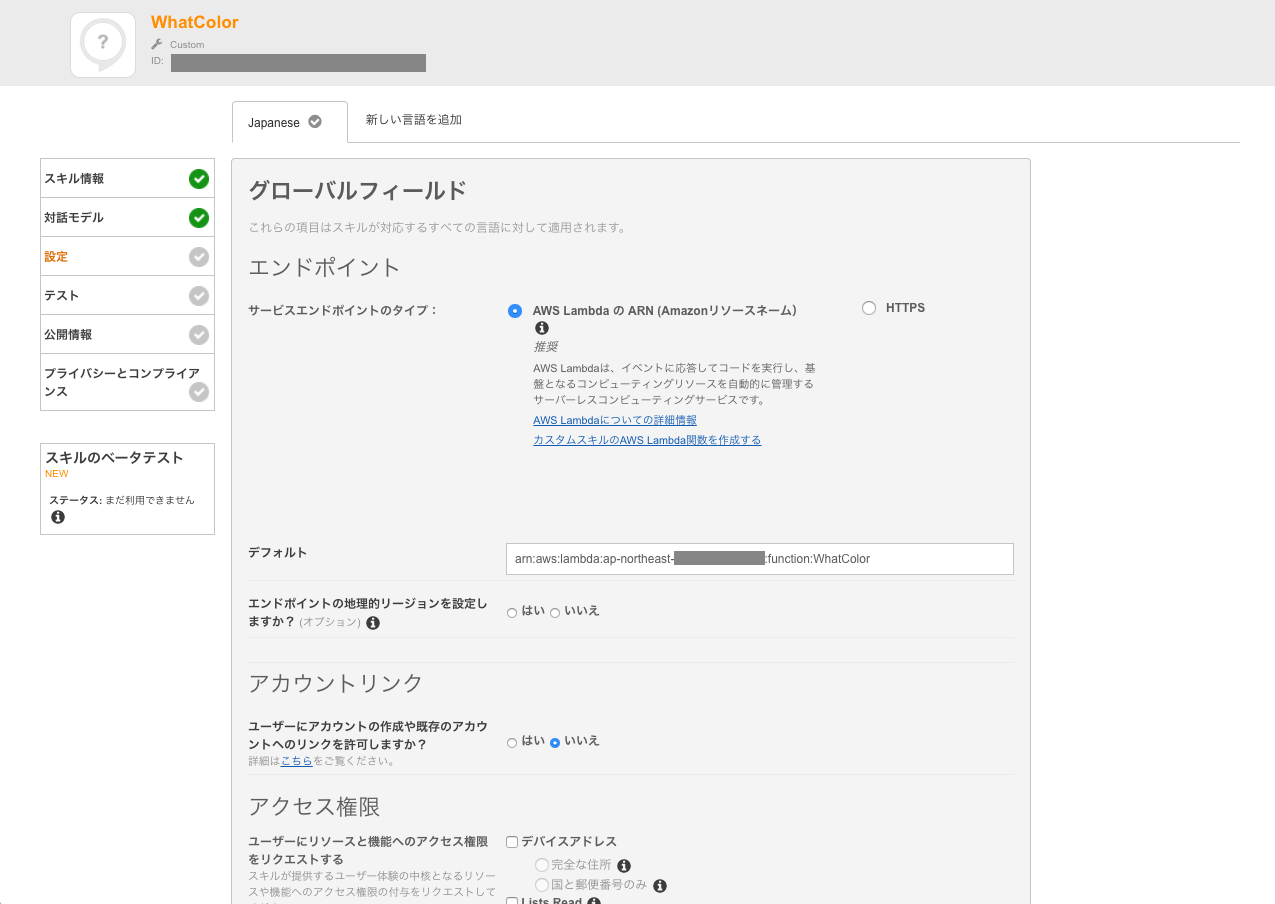 WhatColor
Custom
ID:
Japanese
新しい言語を追加
スキル情報
対話モデル
設定
テスト
公開情報
プライバシーとコンプライア
ンス
スキルのベータテスト
NEW
ステータス: まだ利用できません
グローバルフィールド
これらの項目はスキルが対応するすべての言語に対して適用されます。
エンドポイント
サービスエンドポイントのタイプ：
AWS Lambda の ARN (Amazonリソースネーム）
HTTPS
推奨
AWS Lambdaは、イベントに応答してコードを実行し、基
盤となるコンピューティングリソースを自動的に管理する
サーバーレスコンピューティングサービスです。
AWS Lambdaについての詳細情報
カスタムスキルのAWS Lambda関数を作成する
デフォルト
arn:aws:lambda:ap-northeast- :function:WhatColor
エンドポイントの地理的リージョンを設定し
ますか？ (オプション)
はい いいえ
アカウントリンク
ユーザーにアカウントの作成や既存のアカウ
ントへのリンクを許可しますか？
はい いいえ
詳細はこちらをご覧ください。
アクセス権限
ユーザーにリソースと機能へのアクセス権限
をリクエストする
デバイスアドレス
完全な住所
国と郵便番号のみ
スキルが提供するユーザー体験の中核となるリソー
スや機能へのアクセス権限の付与をリクエストして
Lists Read